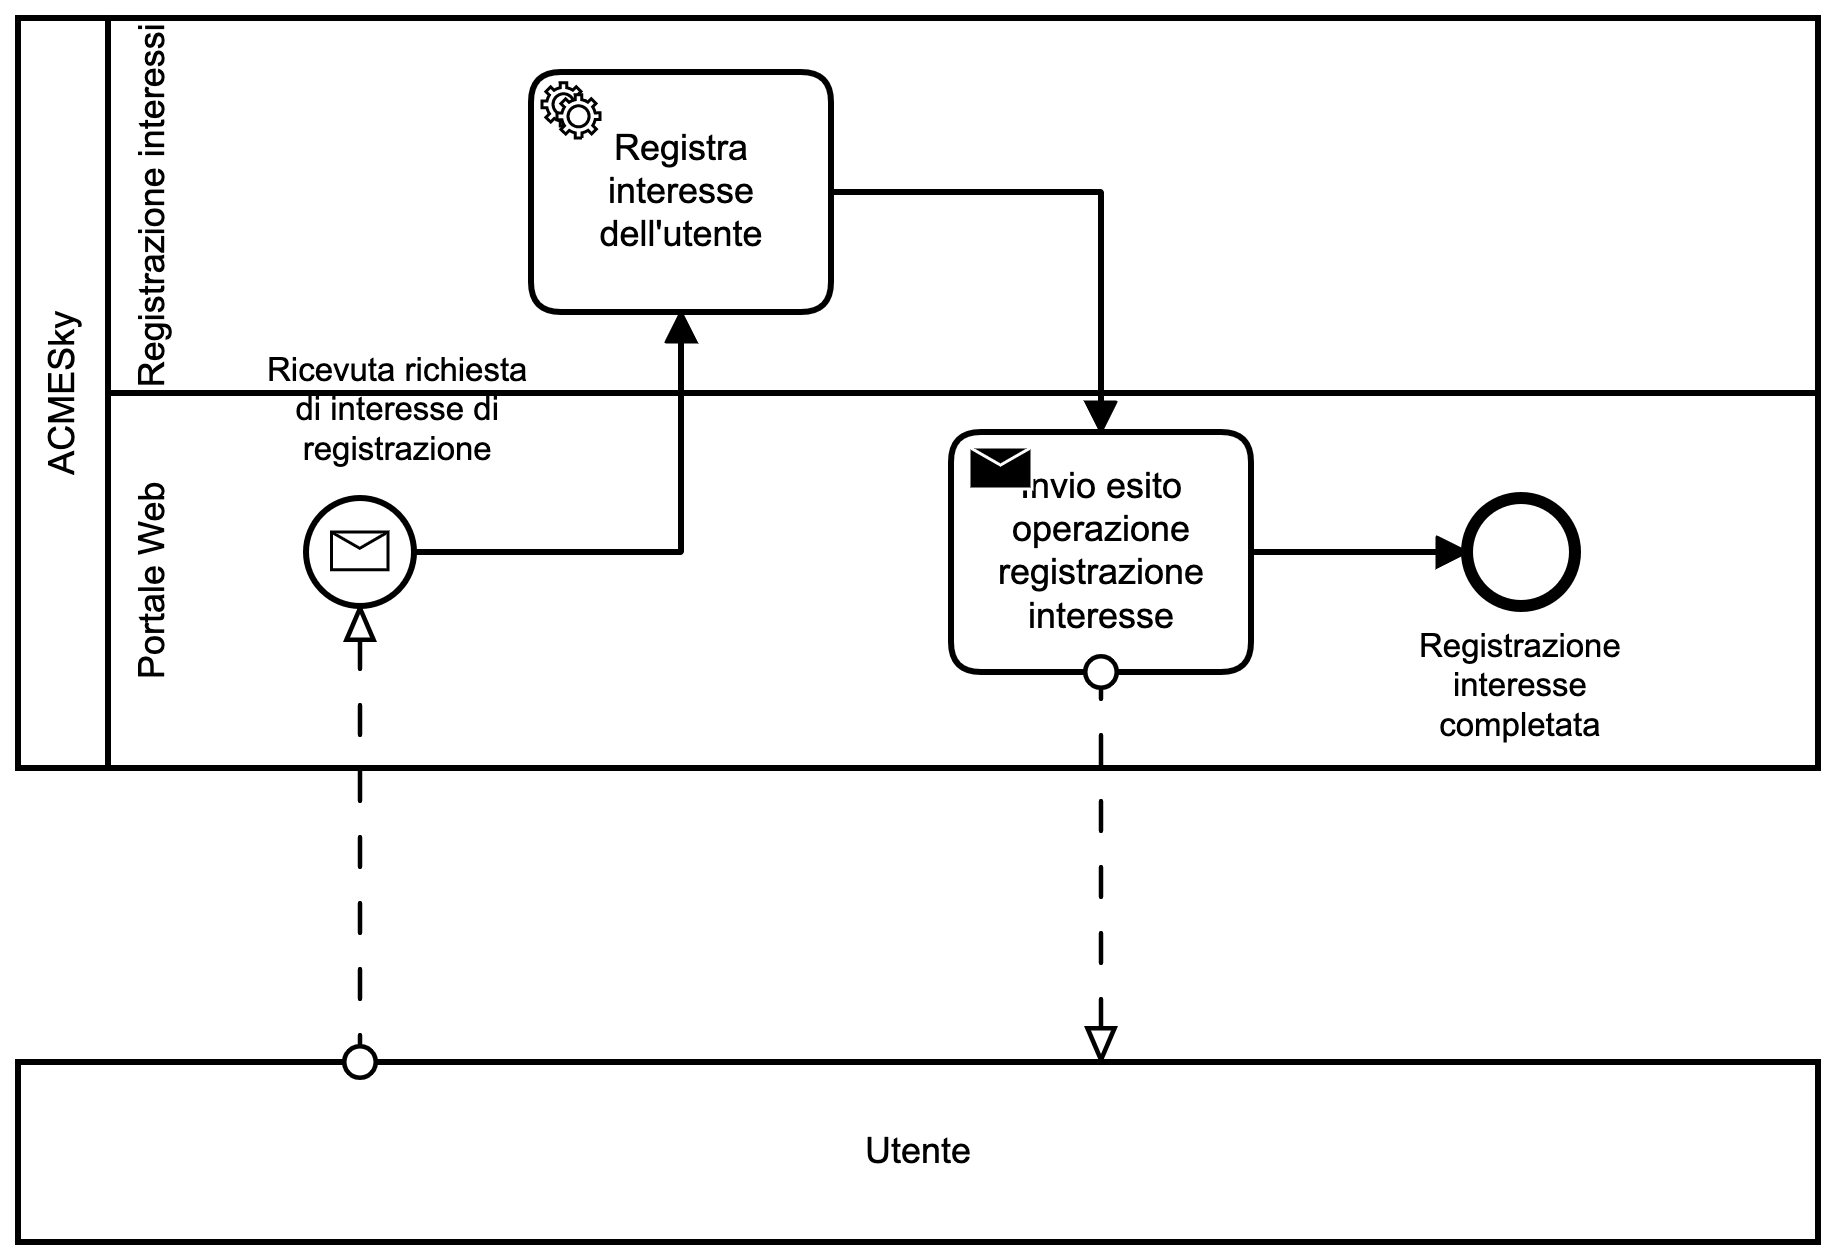 ACMESky
Registrazione interessi
Registra
interesse
dell'utente
Ricevuta richiesta
di interesse di
registrazione
Portale Web
Invio esito
operazione
registrazione
interesse
Registrazione
interesse
completata
Utente